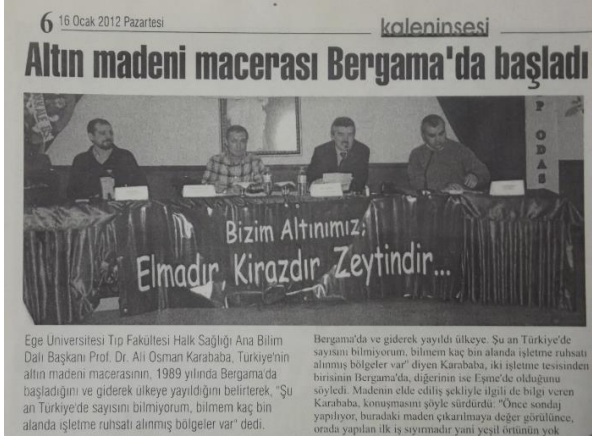 6 16 Ocak 2012 Pazartesi
kaleninsesi
Altın madeni macerası Bergama'da başladı
P
ODAS
Bizim Altınımız;
Elmadır, Kirazdır, Zeytindir...
Ege Üniversitesi Tıp Fakültesi Halk Sağlığı Ana Bilim
Dalı Başkanı Prof. Dr. Ali Osman Karababa, Türkiye'nin
altın madeni macerasının, 1989 yılında Bergama'da
başladığını ve giderek ülkeye yayıldığını belirterek, "Şu
an Türkiye'de sayısını bilmiyorum, bilmem kaç bin
alanda işletme ruhsatı alınmış bölgeler var" dedi.
Bergama'da ve giderek yayıldı ülkeye. Şu an Türkiye'de
sayısını bilmiyorum, bilmem kaç bin alanda işletme ruhsatı
alınmış bölgeler var" diyen Karababa, iki işletme tesisinden
birisinin Bergama'da, diğerinin ise Eşme'de olduğunu
söyledi. Madenin elde ediliş şekliyle ilgili de bilgi veren
Karababa, konuşmasını şöyle sürdürdü: "Önce sondaj
yapılıyor, buradaki maden çıkarılmaya değer görülünce,
orada yapılan ilk iş sıyırmadır yani yeşil örtünün yok